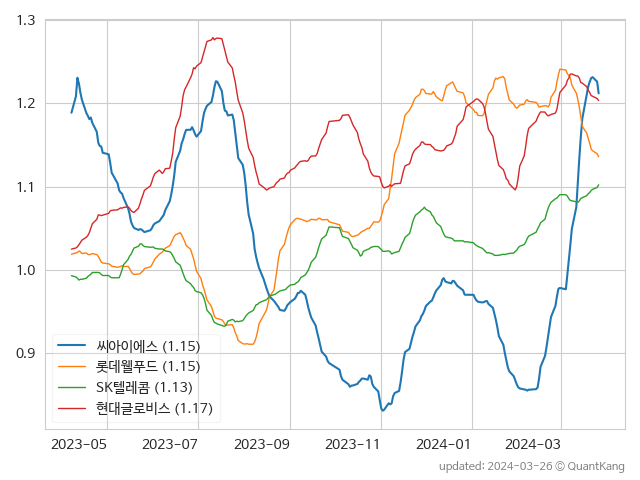 1.3
1.2
1.1
1.0
0.9
씨아이에스 (1.15)
롯데웰푸드 (1.15)
SK텔레콤 (1.13)
현대글로비스 (1.17)
2023-05 2023-07 2023-09 2023-11 2024-01 2024-03
updated: 2024-03-26 © QuantKang